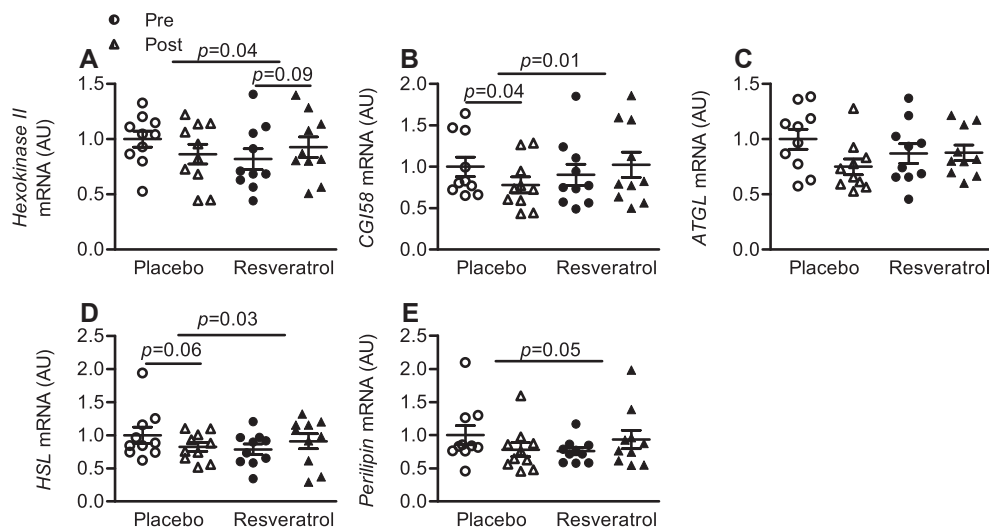 Pre
Post
A
p=0.04
p=0.09
1.5
1.0
0.5
0.0
Hexokinase II
mRNA (AU)
Placebo
Resveratrol
B
p=0.01
p=0.04
2.0
1.5
1.0
0.5
0.0
CGI58 mRNA (AU)
Placebo
Resveratrol
C
1.5
1.0
0.5
0.0
ATGL mRNA (AU)
Placebo
Resveratrol
D
p=0.03
p=0.06
2.5
2.0
1.5
1.0
0.5
0.0
HSL mRNA (AU)
Placebo
Resveratrol
E
p=0.05
2.5
2.0
1.5
1.0
0.5
0.0
Perilipin mRNA (AU)
Placebo
Resveratrol